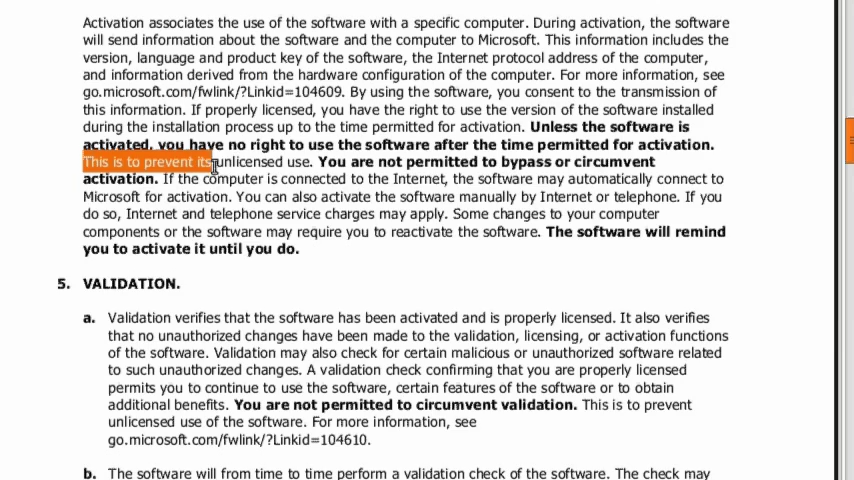 Activation associates the use of the software with a specific computer. During activation, the software
will send information about the software and the computer to Microsoft. This information includes the
version, language and product key of the software, the Internet protocol address of the computer,
and information derived from the hardware configuration of the computer. For more information, see
go.microsoft.com/fwlink/?Linkid=104609. By using the software, you consent to the transmission of
this information. If properly licensed, you have the right to use the version of the software installed
during the installation process up to the time permitted for activation. Unless the software is
activated, you have no right to use the software after the time permitted for activation.
This is to prevent its unlicensed use. You are not permitted to bypass or circumvent
activation. If the computer is connected to the Internet, the software may automatically connect to
Microsoft for activation. You can also activate the software manually by Internet or telephone. If you
do so, Internet and telephone service charges may apply. Some changes to your computer
components or the software may require you to reactivate the software. The software will remind
you to activate it until you do.
5. VALIDATION.
a. Validation verifies that the software has been activated and is properly licensed. It also verifies
that no unauthorized changes have been made to the validation, licensing, or activation functions
of the software. Validation may also check for certain malicious or unauthorized software related
to such unauthorized changes. A validation check confirming that you are properly licensed
permits you to continue to use the software, certain features of the software or to obtain
additional benefits. You are not permitted to circumvent validation. This is to prevent
unlicensed use of the software. For more information, see
go.microsoft.com/fwlink/?Linkid=104610.
b. The software will from time to time perform a validation check of the software. The check may